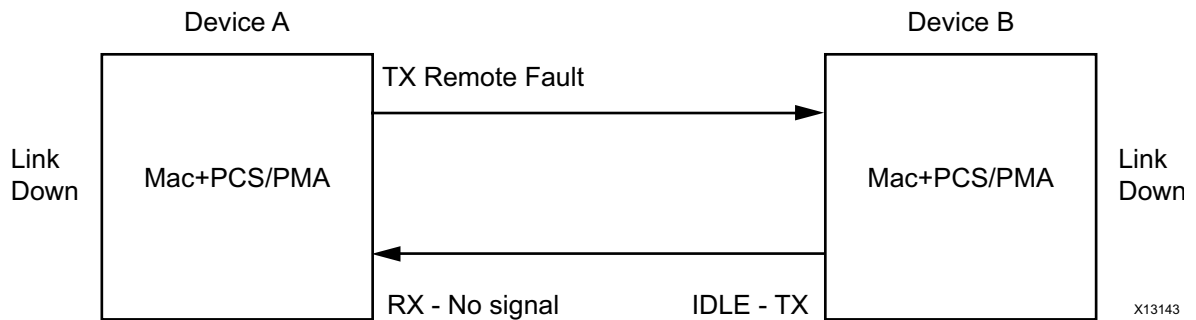 Device A
Device B
TX Remote Fault
Link
Down
Mac+PCS/PMA
Mac+PCS/PMA
Link
Down
RX - No signal
IDLE - TX
X13143